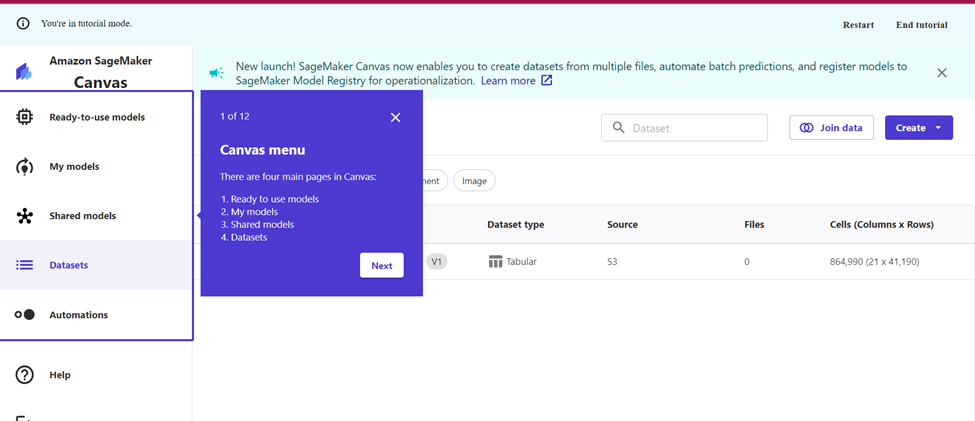 You're in tutorial mode.
Restart
End tutorial
Amazon SageMaker
Canvas
New launch! SageMaker Canvas now enables you to create datasets from multiple files, automate batch predictions, and register models to
SageMaker Model Registry for operationalization. Learn more
Ready-to-use models
My models
Shared models
Datasets
Automations
Help
1 of 12
Canvas menu
There are four main pages in Canvas:
1. Ready to use models
2. My models
3. Shared models
4. Datasets
Next
Dataset
Join data
Create
Image
Dataset type
Source
Files
Cells (Columns x Rows)
V1
Tabular
S3
0
864,990 (21 x 41,190)